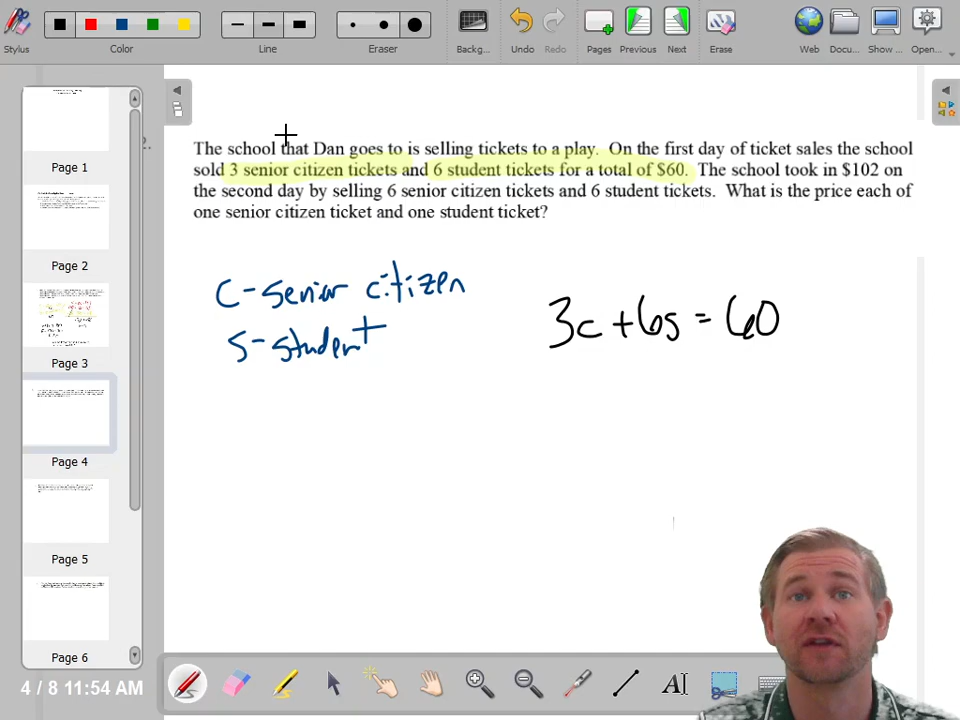 Stylus
Color
Line
Eraser
Backg...
Undo
Redo
Pages
Previous
Next
Erase
Web
Docu...
Show ...
Open...
2.
The school that Dan goes to is selling tickets to a play. On the first day of ticket sales the school
sold 3 senior citizen tickets and 6 student tickets for a total of $60. The school took in $102 on
the second day by selling 6 senior citizen tickets and 6 student tickets. What is the price each of
one senior citizen ticket and one student ticket?
C-senior citizen
S-student
3c+6s=60
Page 1
Page 2
Page 3
Page 4
Page 5
Page 6
4 / 8 11:54 AM